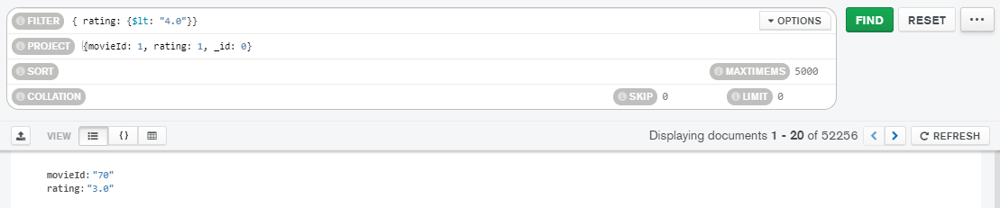 FILTER { rating: {$lt: "4.0"}} OPTIONS FIND RESET ...
PROJECT {movieId: 1, rating: 1, _id: 0}
SORT MAXTIMEMS 5000
COLLATION SKIP 0 LIMIT 0
VIEW {} Displaying documents 1 - 20 of 52256 < > REFRESH
movieId: "70"
rating: "3.0"